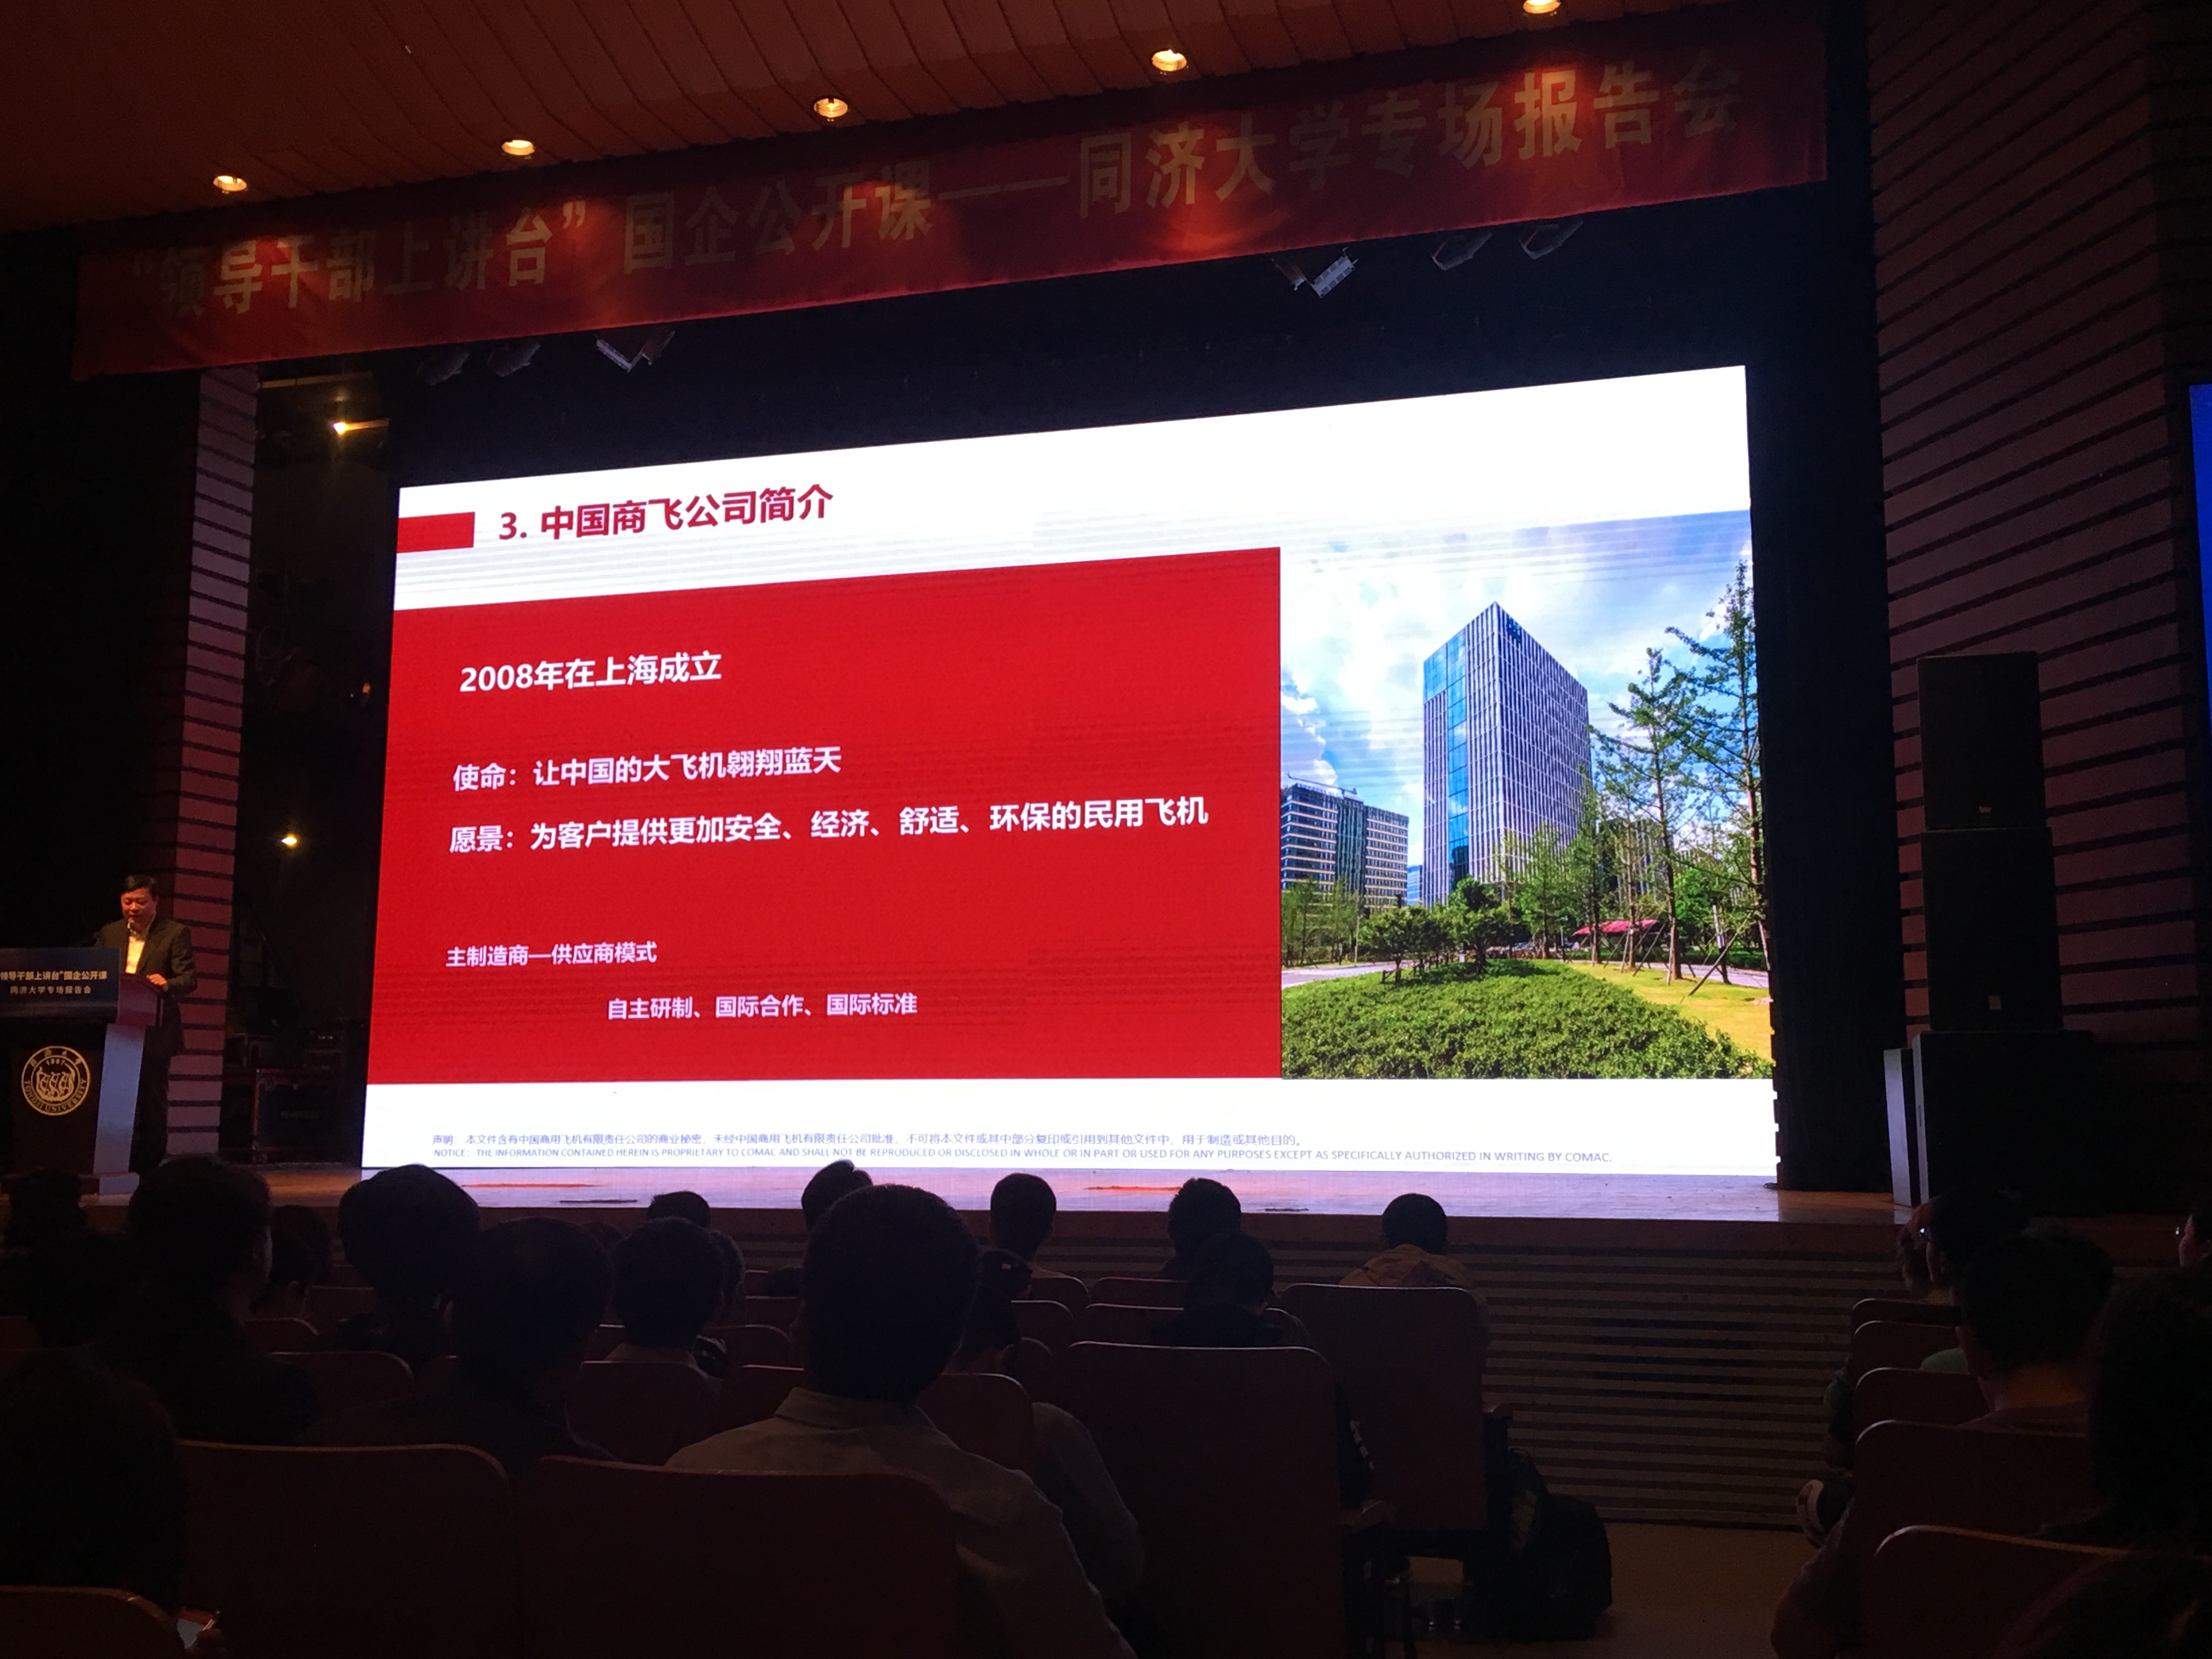 “领导干部上讲台”国企公开课——同济大学专场报告会
3. 中国商飞公司简介
2008年在上海成立
使命：让中国的大飞机翱翔蓝天
愿景：为客户提供更加安全、经济、舒适、环保的民用飞机
主制造商—供应商模式
自主研制、国际合作、国际标准
声明 本文件含有中国商用飞机有限责任公司的商业秘密，未经中国商用飞机有限责任公司批准，不可将本文件或其中部分复印或引用到其他文件中，用于制造或其他目的。
NOTICE: THE INFORMATION CONTAINED HEREIN IS PROPRIETARY TO COMAC AND SHALL NOT BE REPRODUCED OR DISCLOSED IN WHOLE OR IN PART OR USED FOR ANY PURPOSES EXCEPT AS SPECIFICALLY AUTHORIZED IN WRITING BY COMAC.
领导干部上讲台”国企公开课
同济大学专场报告会
1907
TONGJI UNIVERSITY